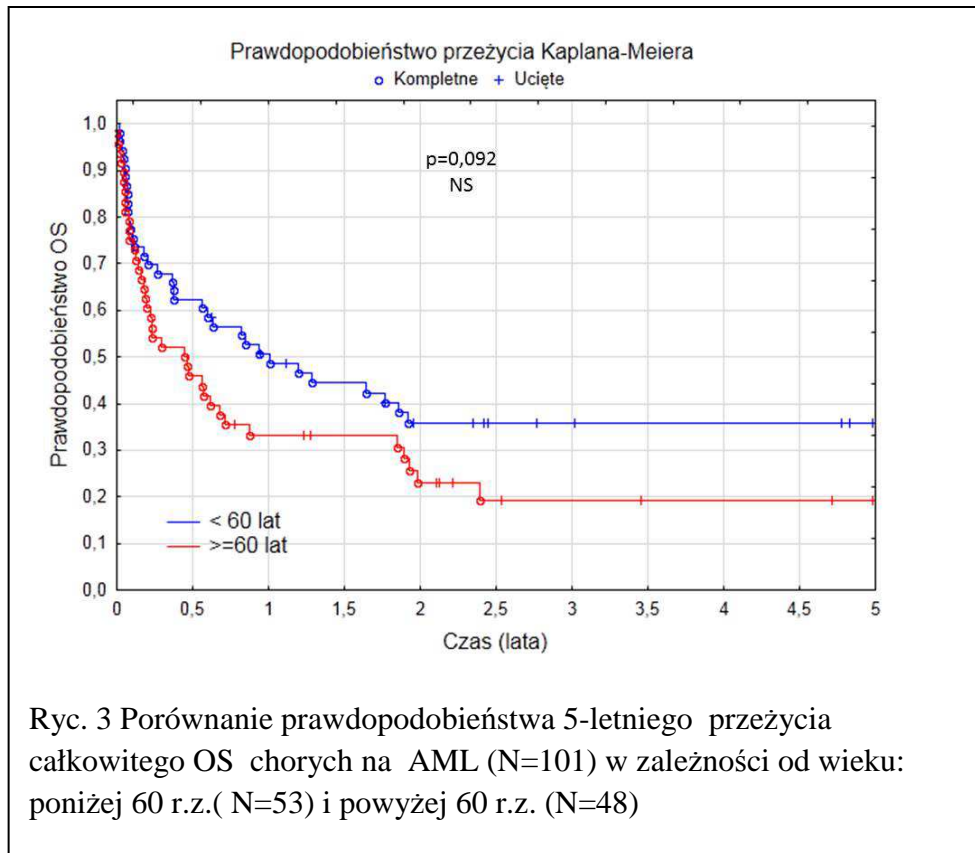 Prawdopodobieństwo przeżycia Kaplana-Meiera
o Kompletne + Ucięte
1,0
0,9
0,8
0,7
0,6
0,5
0,4
0,3
0,2
0,1
0,0
Prawdopodobieństwo OS
p=0,092
NS
< 60 lat
>=60 lat
0 0,5 1 1,5 2 2,5 3 3,5 4 4,5 5
Czas (lata)
Ryc. 3 Porównanie prawdopodobieństwa 5-letniego przeżycia
całkowitego OS chorych na AML (N=101) w zależności od wieku:
poniżej 60 r.z.( N=53) i powyżej 60 r.z. (N=48)